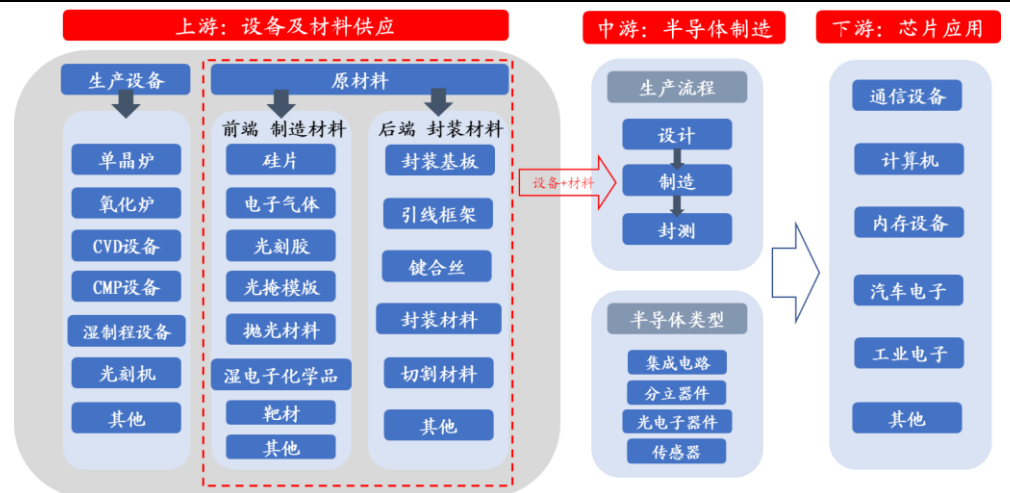 上游：设备及材料供应
生产设备
单晶炉
氧化炉
CVD设备
CMP设备
湿制程设备
光刻机
其他
原材料
前端 制造材料
硅片
电子气体
光刻胶
光掩模版
抛光材料
湿电子化学品
靶材
其他
后端 封装材料
封装基板
引线框架
键合丝
封装材料
切割材料
其他
设备+材料
中游：半导体制造
生产流程
设计
制造
封测
半导体类型
集成电路
分立器件
光电子器件
传感器
下游：芯片应用
通信设备
计算机
内存设备
汽车电子
工业电子
其他